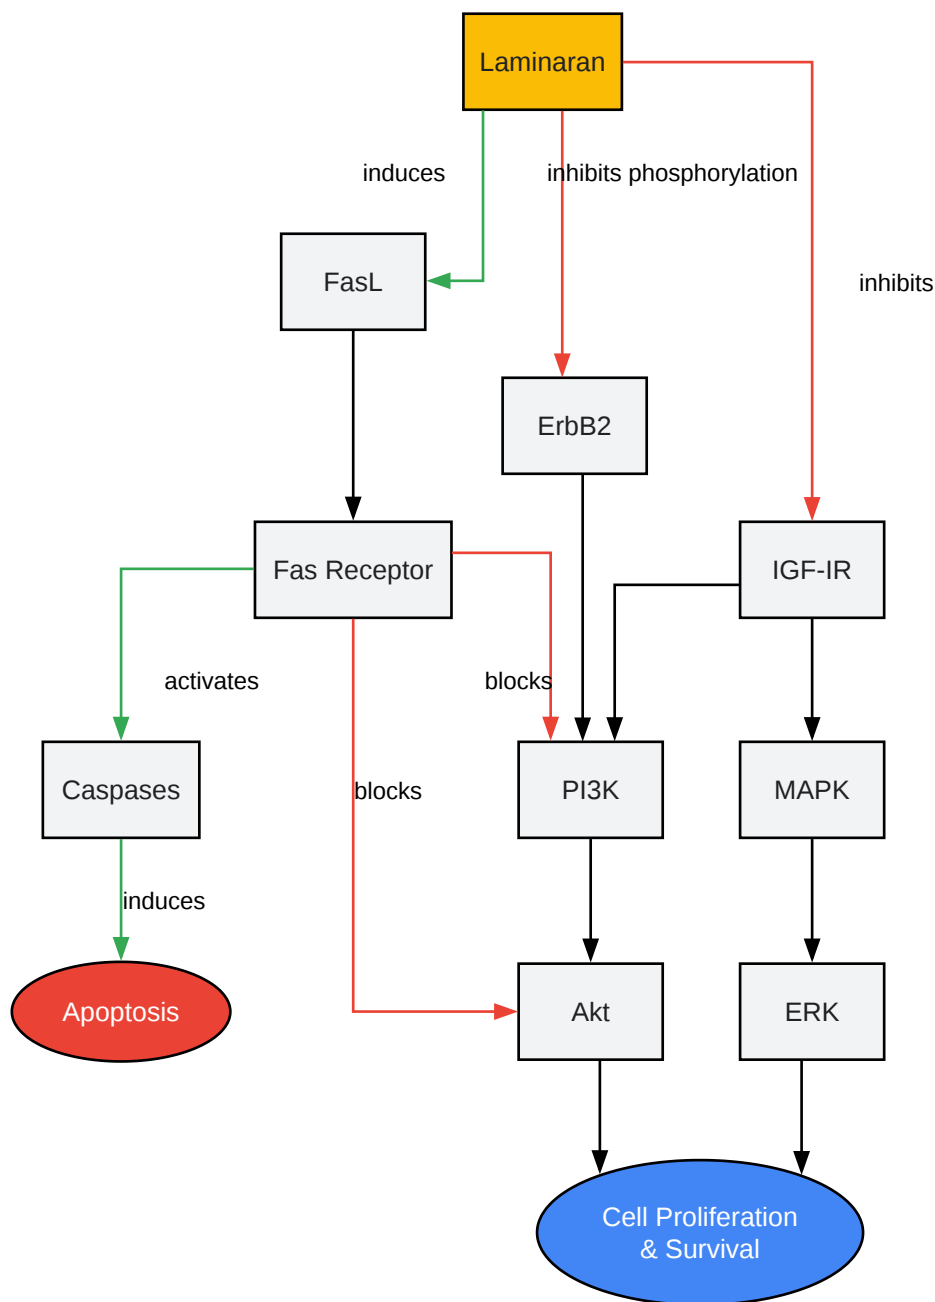 Laminaran
induces
inhibits phosphorylation
FasL
inhibits
ErbB2
Fas Receptor
IGF-IR
activates
blocks
Caspases
blocks
PI3K
MAPK
induces
Apoptosis
Akt
ERK
Cell Proliferation
& Survival